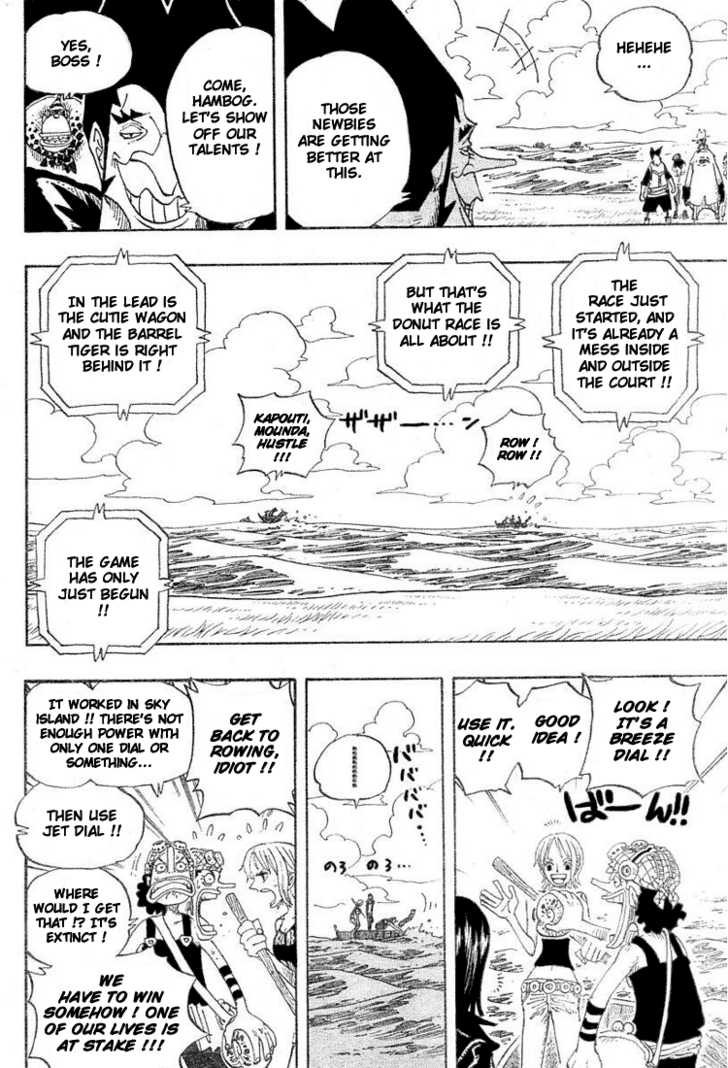 HEHEHE
...
THOSE
NEWBIES
ARE GETTING
BETTER AT
THIS.
COME,
HAMBOG.
LET'S SHOW
OFF OUR
TALENTS !
YES,
BOSS !
THE
RACE JUST
STARTED, AND
IT'S ALREADY A
MESS INSIDE
AND OUTSIDE
THE COURT !!
BUT THAT'S
WHAT THE
DONUT RACE IS
ALL ABOUT !!
ROW !
ROW !!
ザザーー…ン
KAPOUTI,
MOUNDA,
HUSTLE
!!!
IN THE LEAD IS
THE CUTIE WAGON
AND THE BARREL
TIGER IS RIGHT
BEHIND IT !
THE GAME
HAS ONLY
JUST BEGUN
!!
LOOK !
IT'S A
BREEZE
DIAL !!
GOOD
IDEA !
USE IT.
QUICK
!!
ばーん!!
ババババ…
のろのろ…
GET
BACK TO
ROWING,
IDIOT !!
IT WORKED IN SKY
ISLAND !! THERE'S NOT
ENOUGH POWER WITH
ONLY ONE DIAL OR
SOMETHING...
THEN USE
JET DIAL !!
WHERE
WOULD I GET
THAT !? IT'S
EXTINCT !
WE
HAVE TO WIN
SOMEHOW ! ONE
OF OUR LIVES IS
AT STAKE !!!